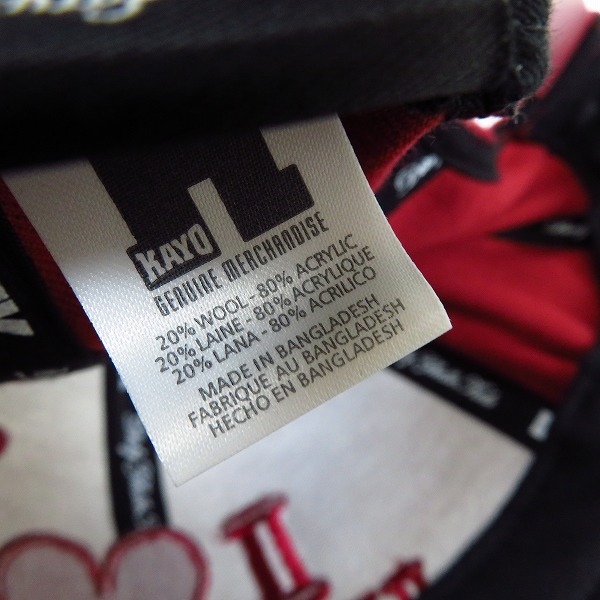 KAYO
GENUINE MERCHANDISE
20% WOOL-80% ACRYLIC
20% LAINE-80% ACRYLIQUE
20% LANA-80% ACRILICO
MADE IN BANGLADESH
FABRIQUE AU BANGLADESH
HECHO EN BANGLADESH